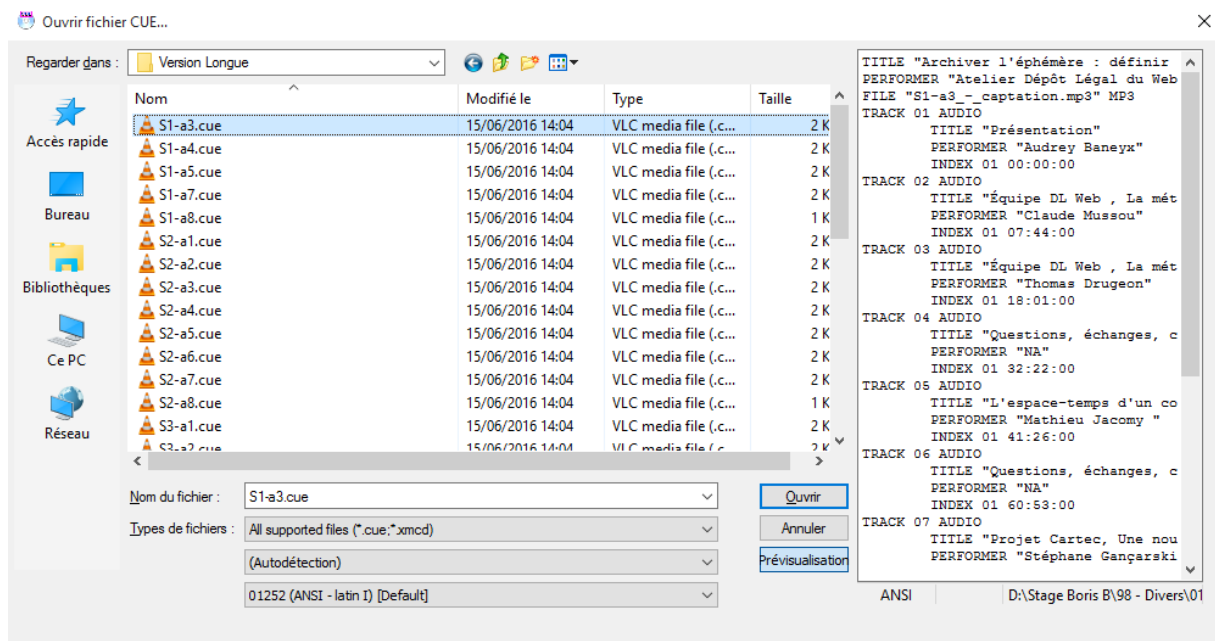 Ouvrir fichier CUE...
Regarder dans : Version Longue
Accès rapide
Bureau
Bibliothèques
Ce PC
Réseau
Nom Modifié le Type Taille
S1-a3.cue 15/06/2016 14:04 VLC media file (.c... 2 K
S1-a4.cue 15/06/2016 14:04 VLC media file (.c... 2 K
S1-a5.cue 15/06/2016 14:04 VLC media file (.c... 2 K
S1-a7.cue 15/06/2016 14:04 VLC media file (.c... 2 K
S1-a8.cue 15/06/2016 14:04 VLC media file (.c... 1 K
S2-a1.cue 15/06/2016 14:04 VLC media file (.c... 2 K
S2-a2.cue 15/06/2016 14:04 VLC media file (.c... 2 K
S2-a3.cue 15/06/2016 14:04 VLC media file (.c... 2 K
S2-a4.cue 15/06/2016 14:04 VLC media file (.c... 2 K
S2-a5.cue 15/06/2016 14:04 VLC media file (.c... 2 K
S2-a6.cue 15/06/2016 14:04 VLC media file (.c... 2 K
S2-a7.cue 15/06/2016 14:04 VLC media file (.c... 2 K
S2-a8.cue 15/06/2016 14:04 VLC media file (.c... 1 K
S3-a1.cue 15/06/2016 14:04 VLC media file (.c... 2 K
S3-a2.cue 15/06/2016 14:04 VLC media file (.c... 2 K
Nom du fichier : S1-a3.cue Ouvrir
Types de fichiers : All supported files (*.cue;*.xmcd) Annuler
(Autodétection) Prévisualisation
01252 (ANSI - latin I) [Default]
TITLE "Archiver l'éphémère : définir
PERFORMER "Atelier Dépôt Légal du Web
FILE "S1-a3_-_captation.mp3" MP3
TRACK 01 AUDIO
TITLE "Présentation"
PERFORMER "Audrey Baneyx"
INDEX 01 00:00:00
TRACK 02 AUDIO
TITLE "Équipe DL Web , La mét
PERFORMER "Claude Mussou"
INDEX 01 07:44:00
TRACK 03 AUDIO
TITLE "Équipe DL Web , La mét
PERFORMER "Thomas Drugeon"
INDEX 01 18:01:00
TRACK 04 AUDIO
TITLE "Questions, échanges, c
PERFORMER "NA"
INDEX 01 32:22:00
TRACK 05 AUDIO
TITLE "L'espace-temps d'un co
PERFORMER "Mathieu Jacomy "
INDEX 01 41:26:00
TRACK 06 AUDIO
TITLE "Questions, échanges, c
PERFORMER "NA"
INDEX 01 60:53:00
TRACK 07 AUDIO
TITLE "Projet Cartec, Une nou
PERFORMER "Stéphane Gançarski
ANSI D:\Stage Boris B\98 - Divers\01